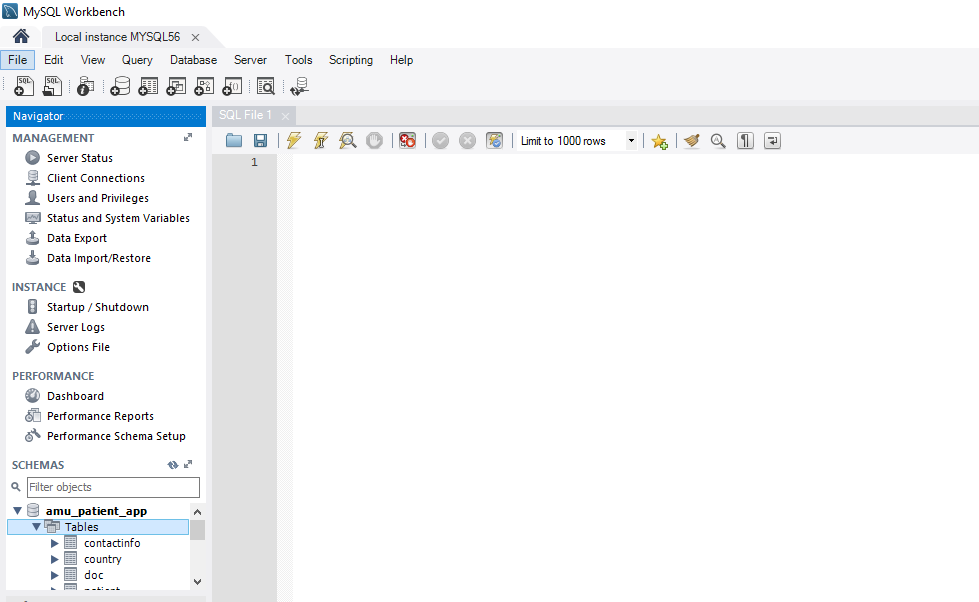 MySQL Workbench
Local instance MYSQL56
File Edit View Query Database Server Tools Scripting Help
Navigator
SQL File 1
MANAGEMENT
Server Status
Client Connections
Users and Privileges
Status and System Variables
Data Export
Data Import/Restore
INSTANCE
Startup / Shutdown
Server Logs
Options File
PERFORMANCE
Dashboard
Performance Reports
Performance Schema Setup
SCHEMAS
Filter objects
amu_patient_app
Tables
contactinfo
country
doc
patient
Limit to 1000 rows
1